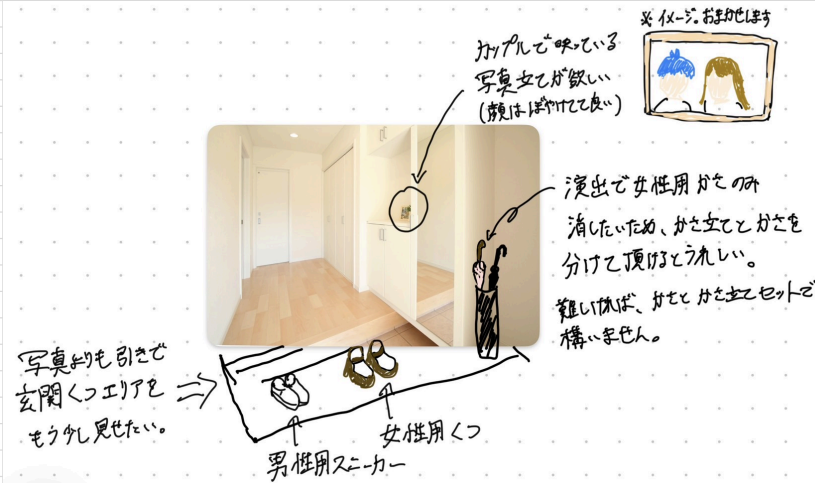 ※イメージ。おまかせします
カップルで映っている
写真立てが欲しい
(顔はぼやけてて良い)
演出で女性用かさのみ
消したいため、かさ立てとかさを
分けて頂けるとうれしい。
難しければ、かさとかさ立てセットで
構いません。
写真よりも引きで
玄関くつエリアを
もう少し見せたい。
女性用くつ
男性用スニーカー